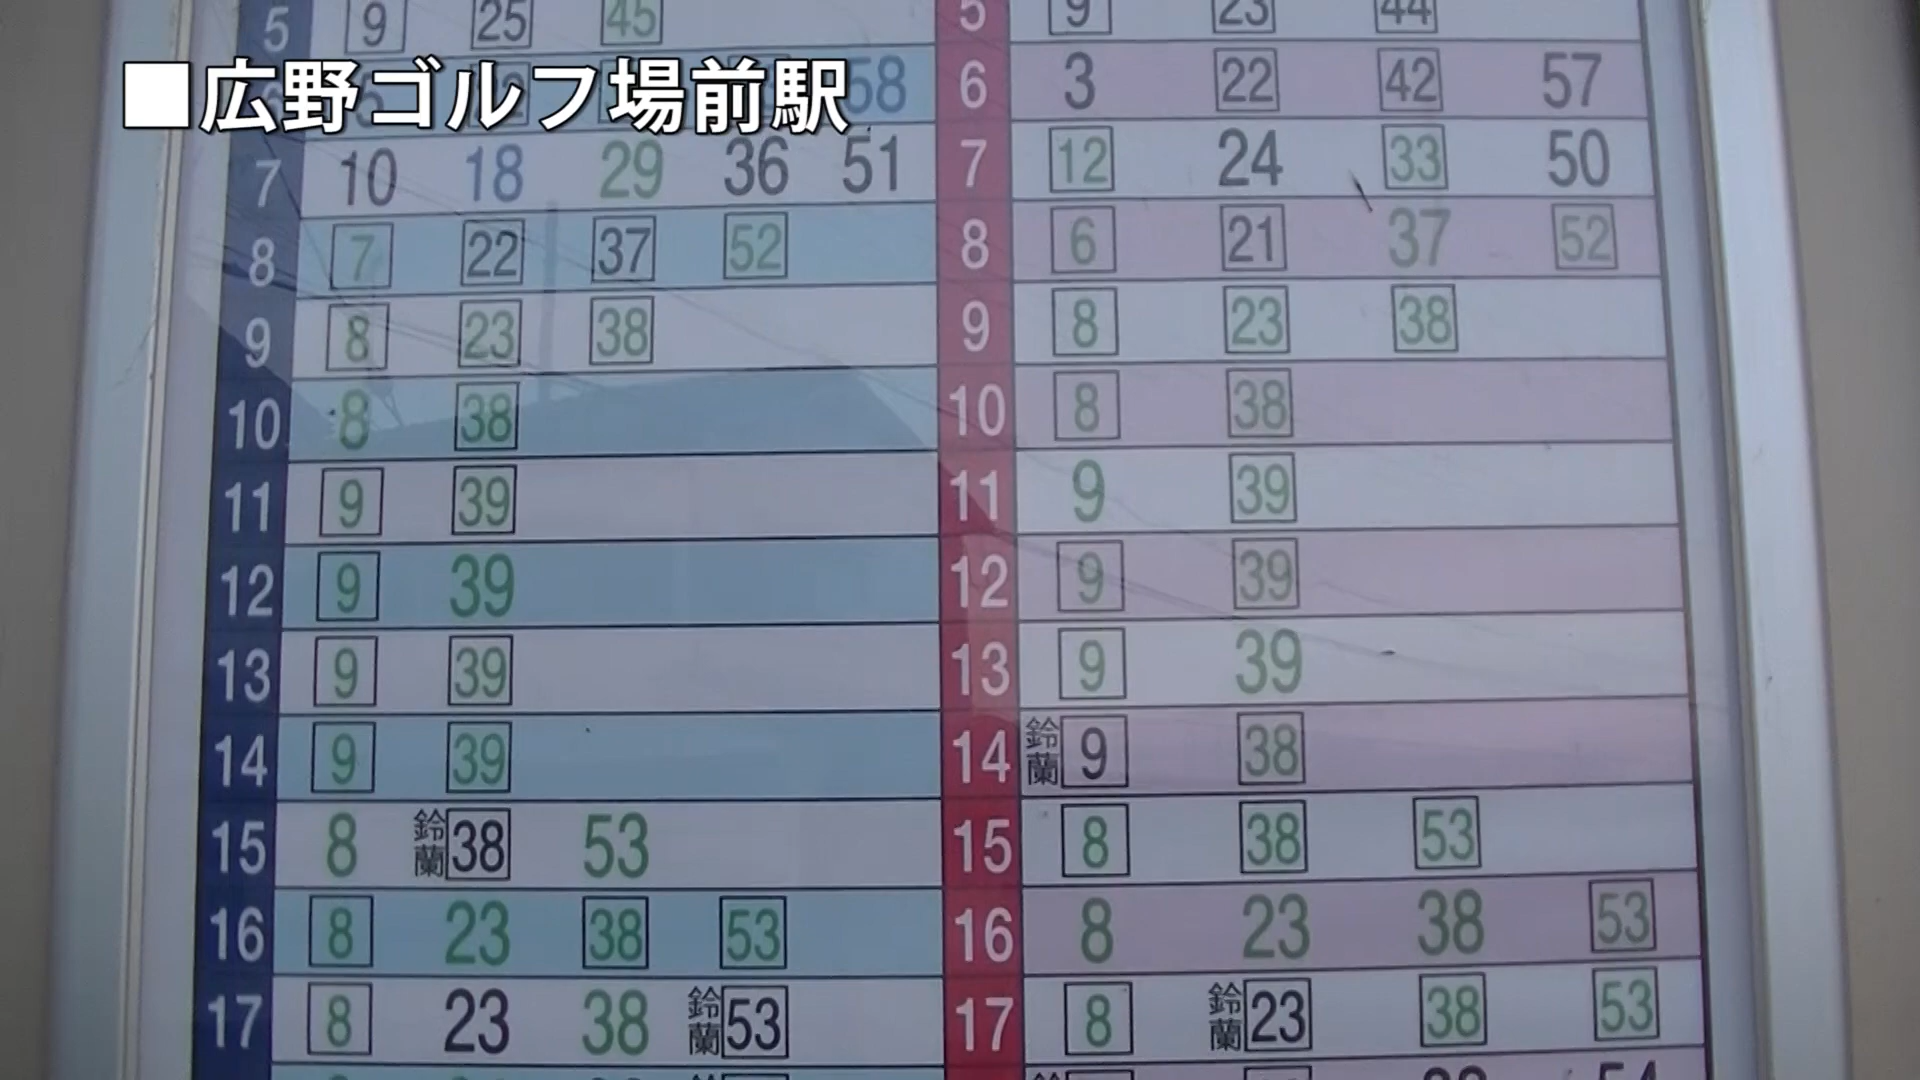 5 9 25 45 5 9 23 44
■広野ゴルフ場前駅
58 6 3 22 42 57
7 10 18 29 36 51 7 12 24 33 50
8 7 22 37 52 8 6 21 37 52
9 8 23 38 9 8 23 38
10 8 38 10 8 38
11 9 39 11 9 39
12 9 39 12 9 39
13 9 39 13 9 39
14 9 39 14 鈴蘭 9 38
15 8 鈴蘭 38 53 15 8 38 53
16 8 23 38 53 16 8 23 38 53
17 8 23 38 鈴蘭 53 17 8 鈴蘭 23 38 53